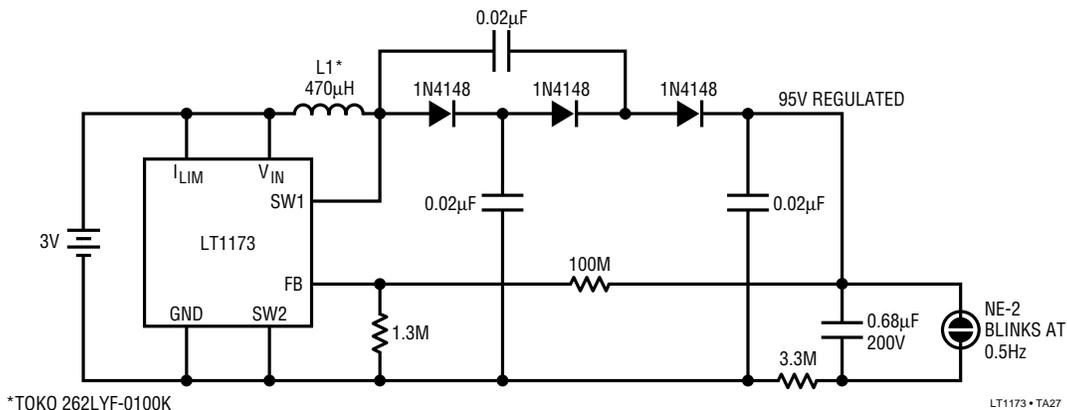 0.02µF
L1*
470µH
1N4148
1N4148
1N4148
95V REGULATED
I_LIM
V_IN
SW1
0.02µF
0.02µF
3V
LT1173
100M
FB
GND
SW2
1.3M
0.68µF
200V
NE-2
BLINKS AT
0.5Hz
3.3M
*TOKO 262LYF-0100K
LT1173 • TA27